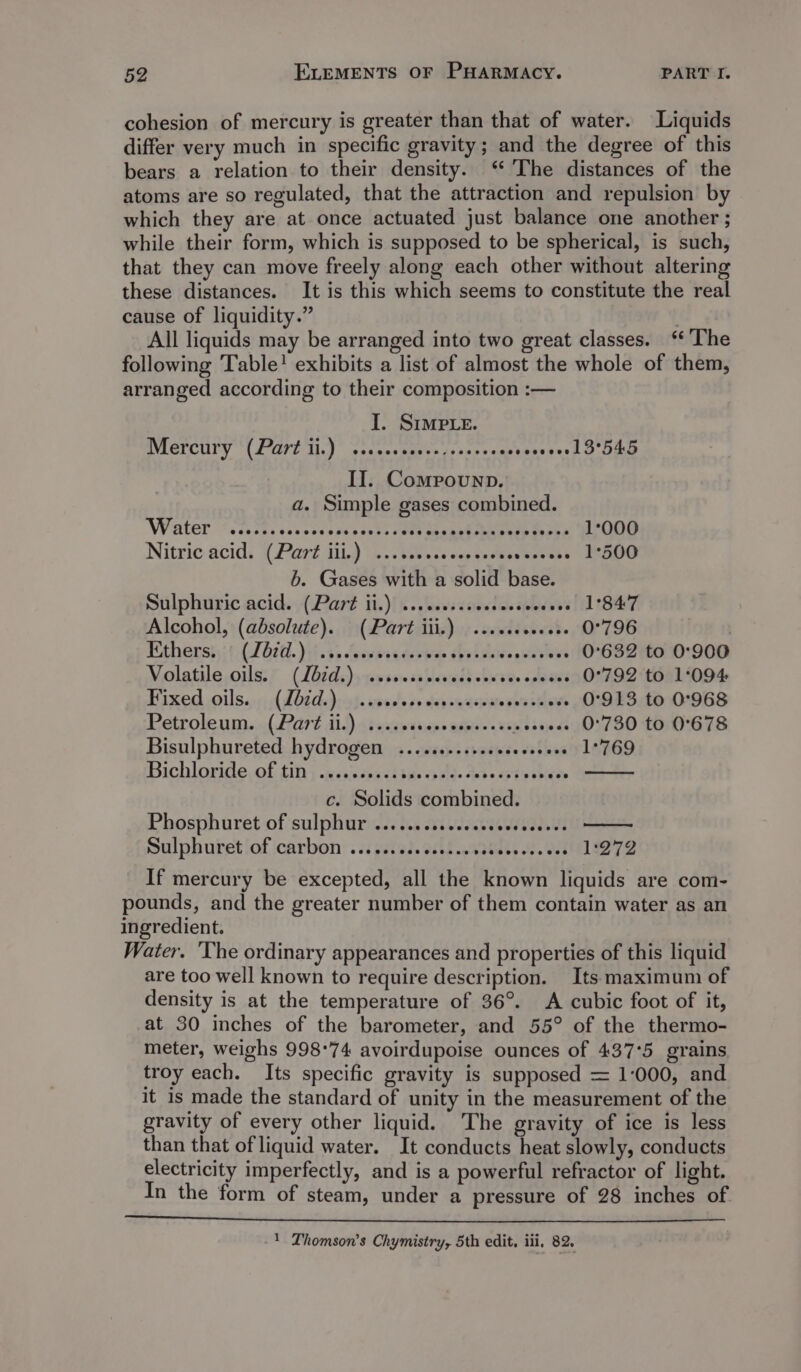 52 ELEMENTS OF PHARMACY. PART I.
cohesion of mercury is greater than that of water. Liquids
differ very much in specific gravity; and the degree of this
bears a relation to their density. “ The distances of the
atoms are so regulated, that the attraction and repulsion by
which they are at once actuated just balance one another;
while their form, which is supposed to be spherical, is such,
that they can move freely along each other without altering
these distances. It is this which seems to constitute the real
cause of liquidity.”
All liquids may be arranged into two great classes. “ The
following Table¹ exhibits a list of almost the whole of them,
arranged according to their composition :—
I. SIMPLE.
Mercury (Part ii.) ..............................13·545
II. COMPOUND.
a. Simple gases combined.
Water .......................................... 1·000
Nitric acid. (Part iii.) ........................ 1·500
b. Gases with a solid base.
Sulphuric acid. (Part ii.) ...................... 1·847
Alcohol, (absolute). (Part iii.) ............ 0·796
Ethers. (Ibid.) ................................ 0·632 to 0·900
Volatile oils. (Ibid.) ........................ 0·792 to 1·094
Fixed oils. (Ibid.) ............................ 0·913 to 0·968
Petroleum. (Part ii.) ........................ 0·730 to 0·678
Bisulphureted hydrogen ...................... 1·769
Bichloride of tin ................................ ——
c. Solids combined.
Phosphuret of sulphur ........................ ——
Sulphuret of carbon ............................ 1·272
If mercury be excepted, all the known liquids are com-
pounds, and the greater number of them contain water as an
ingredient.
Water. The ordinary appearances and properties of this liquid
are too well known to require description. Its maximum of
density is at the temperature of 36°. A cubic foot of it,
at 30 inches of the barometer, and 55° of the thermo-
meter, weighs 998·74 avoirdupoise ounces of 437·5 grains
troy each. Its specific gravity is supposed = 1·000, and
it is made the standard of unity in the measurement of the
gravity of every other liquid. The gravity of ice is less
than that of liquid water. It conducts heat slowly, conducts
electricity imperfectly, and is a powerful refractor of light.
In the form of steam, under a pressure of 28 inches of
¹ Thomson's Chymistry, 5th edit. iii. 82.